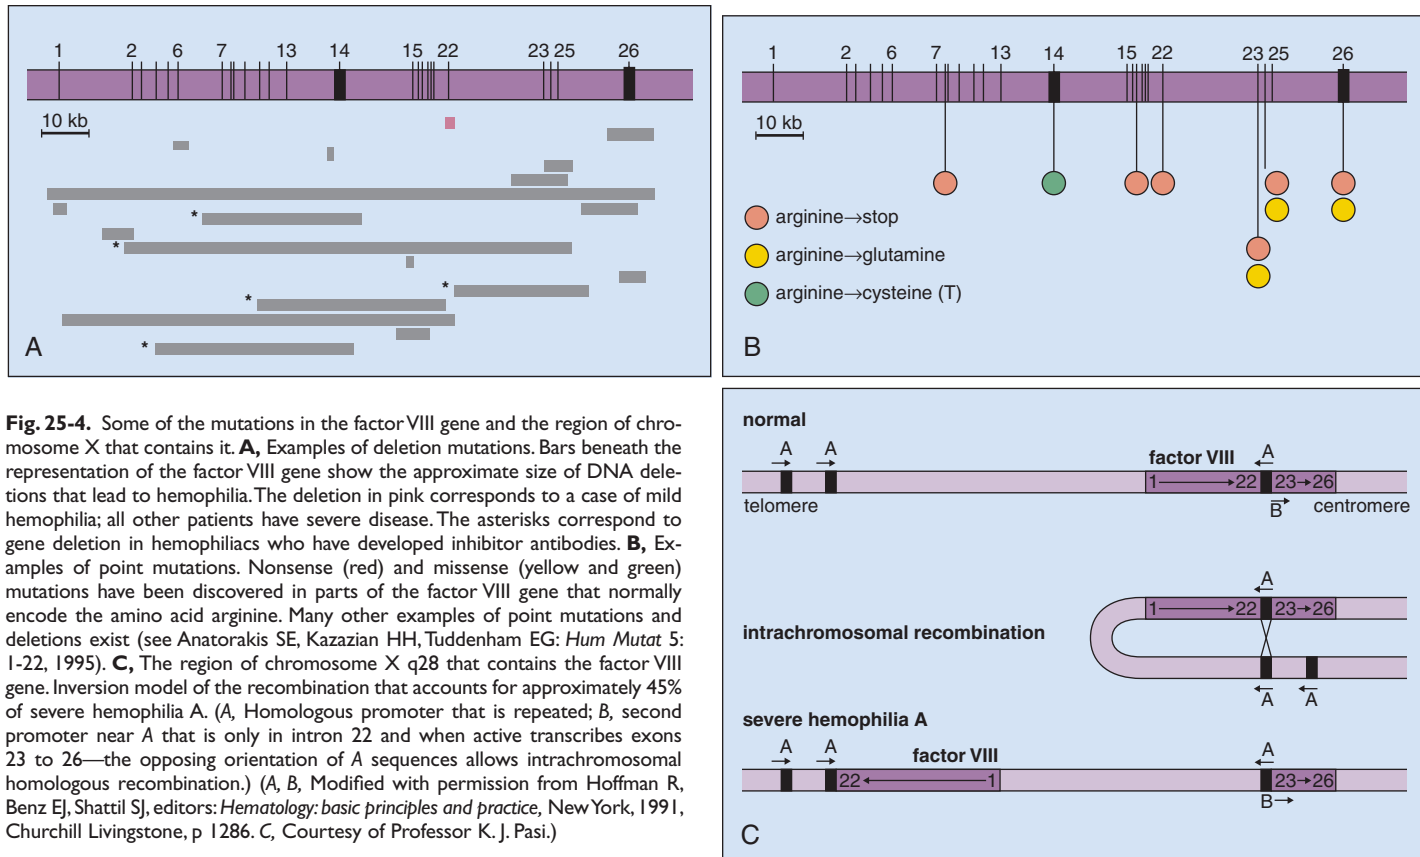 1 2 6 7 13 14 15 22 23 25 26
10 kb
*
*
*
*
*
A
1 2 6 7 13 14 15 22 23 25 26
10 kb
arginine→stop
arginine→glutamine
arginine→cysteine (T)
B
Fig. 25-4. Some of the mutations in the factor VIII gene and the region of chro-
mosome X that contains it. A, Examples of deletion mutations. Bars beneath the
representation of the factor VIII gene show the approximate size of DNA dele-
tions that lead to hemophilia. The deletion in pink corresponds to a case of mild
hemophilia; all other patients have severe disease. The asterisks correspond to
gene deletion in hemophiliacs who have developed inhibitor antibodies. B, Ex-
amples of point mutations. Nonsense (red) and missense (yellow and green)
mutations have been discovered in parts of the factor VIII gene that normally
encode the amino acid arginine. Many other examples of point mutations and
deletions exist (see Anatorakis SE, Kazazian HH, Tuddenham EG: Hum Mutat 5:
1-22, 1995). C, The region of chromosome X q28 that contains the factor VIII
gene. Inversion model of the recombination that accounts for approximately 45%
of severe hemophilia A. (A, Homologous promoter that is repeated; B, second
promoter near A that is only in intron 22 and when active transcribes exons
23 to 26—the opposing orientation of A sequences allows intrachromosomal
homologous recombination.) (A, B, Modified with permission from Hoffman R,
Benz EJ, Shattil SJ, editors: Hematology: basic principles and practice, New York, 1991,
Churchill Livingstone, p 1286. C, Courtesy of Professor K. J. Pasi.)
normal
A A factor VIII A
1→22 23→26
telomere B centromere
A
1→22 23→26
intrachromosomal recombination
A A
severe hemophilia A
A A factor VIII A
22←1 23→26
B
C